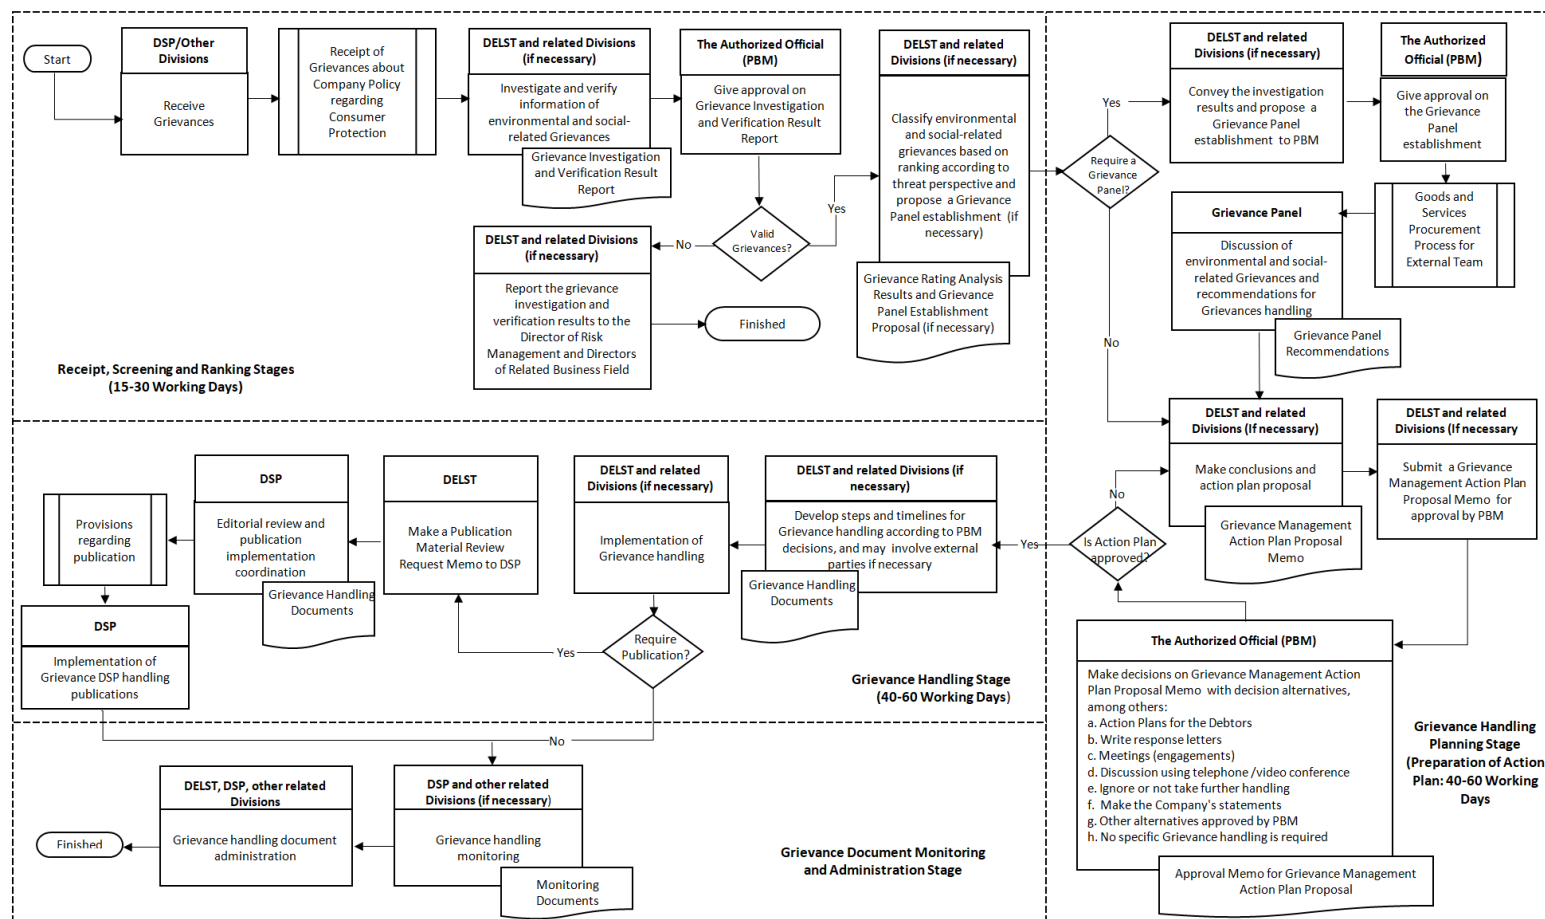 Start
DSP/Other
Divisions
Receive
Grievances
Receipt of
Grievances about
Company Policy
regarding
Consumer
Protection
DELST and related Divisions
(if necessary)
Investigate and verify
information of
environmental and social-
related Grievances
Grievance Investigation
and Verification Result
Report
The Authorized Official
(PBM)
Give approval on
Grievance Investigation
and Verification Result
Report
Valid
Grievances?
No
Yes
DELST and related Divisions
(if necessary)
Report the grievance
investigation and
verification results to the
Director of Risk
Management and Directors
of Related Business Field
Finished
DELST and related
Divisions (if necessary)
Classify environmental
and social-related
grievances based on
ranking according to
threat perspective and
propose a Grievance
Panel establishment (if
necessary)
Grievance Rating Analysis
Results and Grievance
Panel Establishment
Proposal (if necessary)
Receipt, Screening and Ranking Stages
(15-30 Working Days)
Require a
Grievance
Panel?
Yes
No
DELST and related
Divisions (if necessary)
Convey the investigation
results and propose a
Grievance Panel
establishment to PBM
The Authorized
Official (PBM)
Give approval on
the Grievance
Panel
establishment
Goods and
Services
Procurement
Process for
External Team
Grievance Panel
Discussion of
environmental and social-
related Grievances and
recommendations for
Grievances handling
Grievance Panel
Recommendations
DELST and related
Divisions (If necessary)
Make conclusions and
action plan proposal
Grievance Management
Action Plan Proposal
Memo
DELST and related
Divisions (If necessary
Submit a Grievance
Management Action Plan
Proposal Memo for
approval by PBM
The Authorized Official (PBM)
Make decisions on Grievance Management Action
Plan Proposal Memo with decision alternatives,
among others:
a. Action Plans for the Debtors
b. Write response letters
c. Meetings (engagements)
d. Discussion using telephone /video conference
e. Ignore or not take further handling
f. Make the Company's statements
g. Other alternatives approved by PBM
h. No specific Grievance handling is required
Approval Memo for Grievance Management
Action Plan Proposal
Grievance Handling
Planning Stage
(Preparation of Action
Plan: 40-60 Working
Days
Is Action Plan
approved?
No
Yes
DELST and related Divisions (if
necessary)
Develop steps and timelines for
Grievance handling according to PBM
decisions, and may involve external
parties if necessary
Grievance Handling
Documents
DELST and related
Divisions (if necessary)
Implementation of
Grievance handling
Require
Publication?
Yes
No
DELST
Make a Publication
Material Review
Request Memo to DSP
DSP
Editorial review and
publication
implementation
coordination
Grievance Handling
Documents
Provisions
regarding
publication
DSP
Implementation of
Grievance DSP handling
publications
Grievance Handling Stage
(40-60 Working Days)
DSP and other related
Divisions (if necessary)
Grievance handling
monitoring
Monitoring
Documents
DELST, DSP, other related
Divisions
Grievance handling document
administration
Finished
Grievance Document Monitoring
and Administration Stage